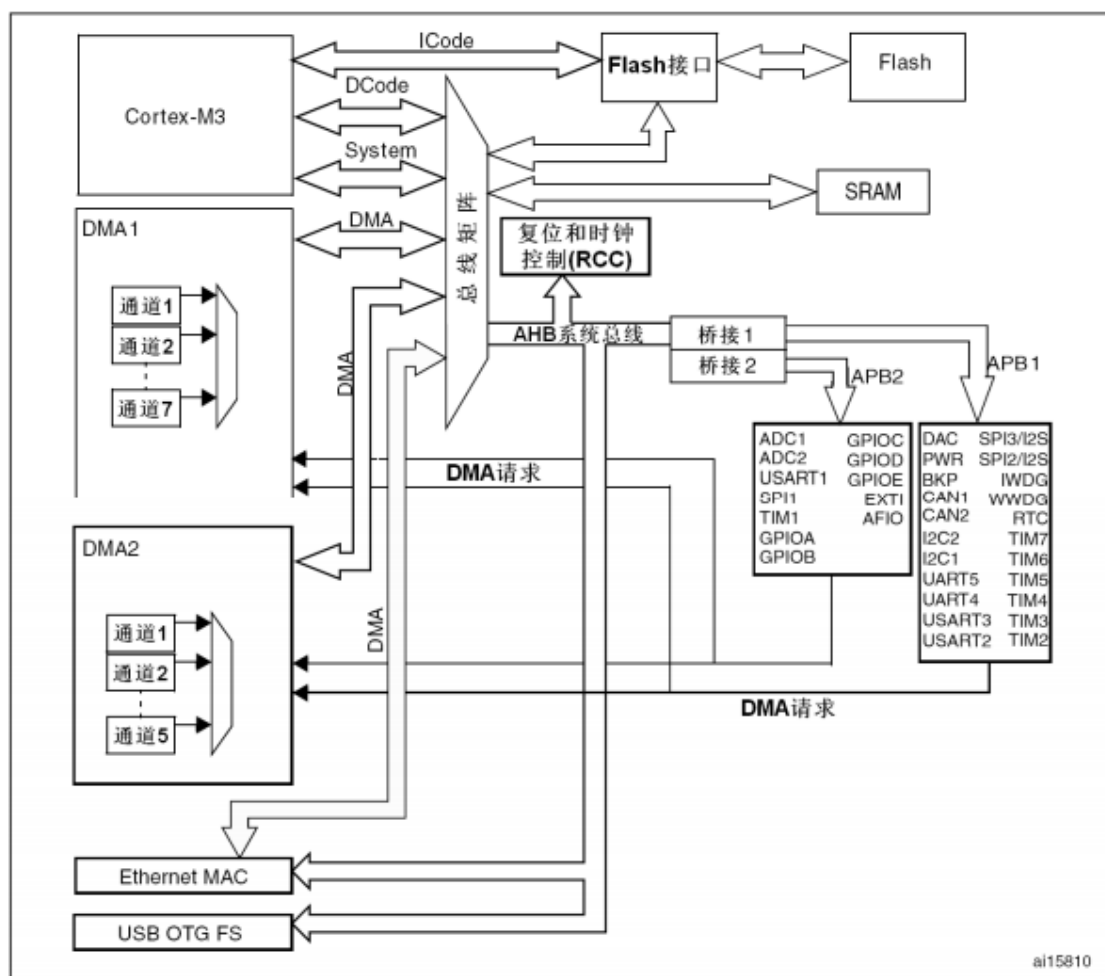 ICode
Flash接口
Flash
Cortex-M3
DCode
System
SRAM
DMA1
DMA
总线矩阵
复位和时钟
控制(RCC)
通道1
通道2
通道7
DMA
AHB系统总线
桥接1
桥接2
APB2
APB1
ADC1 GPIOC
ADC2 GPIOD
USART1 GPIOE
SPI1 EXTI
TIM1 AFIO
GPIOA
GPIOB
DAC SPI3/I2S
PWR SPI2/I2S
BKP IWDG
CAN1 WWDG
CAN2 RTC
I2C2 TIM7
I2C1 TIM6
UART5 TIM5
UART4 TIM4
USART3 TIM3
USART2 TIM2
DMA请求
DMA2
通道1
通道2
通道5
DMA
DMA请求
Ethernet MAC
USB OTG FS
ai15810